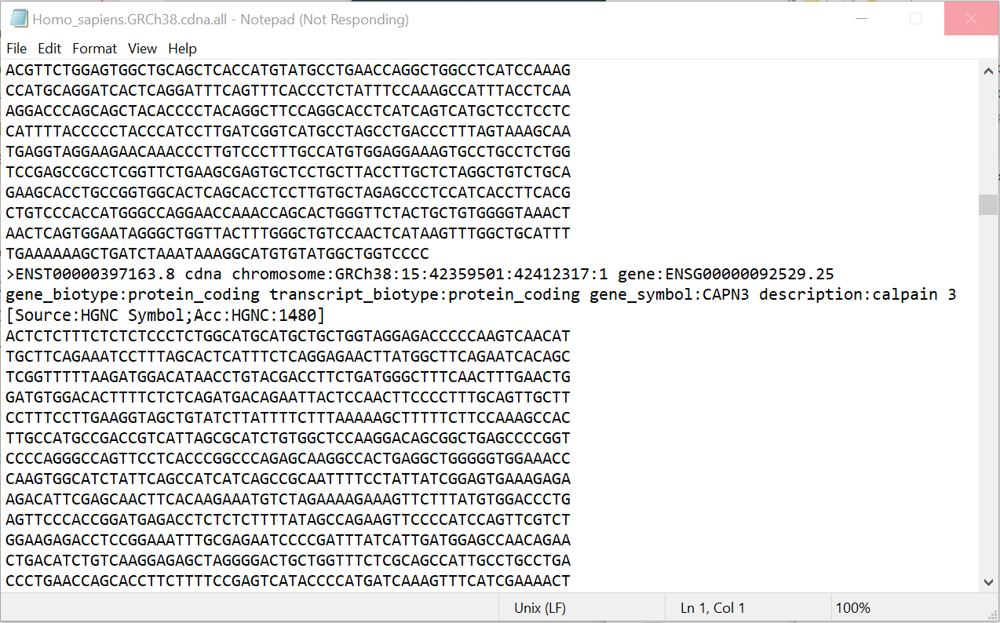 Homo_sapiens.GRCh38.cdna.all - Notepad (Not Responding)
File Edit Format View Help
ACGTTCTGGAGTGGCTGCAGCTCACCATGTATGCCTGAACCAGGCTGGCCTCATCCAAAG
CCATGCAGGATCACTCAGGATTTCAGTTTCACCCTCTATTTCCAAAGCCATTTACCTCAA
AGGACCCAGCAGCTACACCCCTACAGGCTTCCAGGCACCTCATCAGTCATGCTCCTCCTC
CATTTTACCCCCTACCCATCCTTGATCGGTCATGCCTAGCCTGACCCTTTAGTAAAGCAA
TGAGGTAGGAAGAACAAACCCTTGTCCCTTTGCCATGTGGAGGAAAGTGCCTGCCTCTGG
TCCGAGCCGCCTCGGTTCTGAAGCGAGTGCTCCTGCTTACCTTGCTCTAGGCTGTCTGCA
GAAGCACCTGCCGGTGGCACTCAGCACCTCCTTGTGCTAGAGCCCTCCATCACCTTCACG
CTGTCCCACCATGGGCCAGGAACCAAACCAGCACTGGGTTCTACTGCTGTGGGGTAAACT
AACTCAGTGGAATAGGGCTGGTTACTTTGGGCTGTCCAACTCATAAGTTTGGCTGCATTT
TGAAAAAAGCTGATCTAAATAAAGGCATGTGTATGGCTGGTCCCC
>ENST00000397163.8 cdna chromosome:GRCh38:15:42359501:42412317:1 gene:ENSG00000092529.25
gene_biotype:protein_coding transcript_biotype:protein_coding gene_symbol:CAPN3 description:calpain 3
[Source:HGNC Symbol;Acc:HGNC:1480]
ACTCTCTTTCTCTCTCCCTCTGGCATGCATGCTGCTGGTAGGAGACCCCCAAGTCAACAT
TGCTTCAGAAATCCTTTAGCACTCATTTCTCAGGAGAACTTATGGCTTCAGAATCACAGC
TCGGTTTTTAAGATGGACATAACCTGTACGACCTTCTGATGGGCTTTCAACTTTGAACTG
GATGTGGACACTTTTCTCTCAGATGACAGAATTACTCCAACTTCCCCTTTGCAGTTGCTT
CCTTTCCTTGAAGGTAGCTGTATCTTATTTTCTTTAAAAAGCTTTTTCTTCCAAAGCCAC
TTGCCATGCCGACCGTCATTAGCGCATCTGTGGCTCCAAGGACAGCGGCTGAGCCCCGGT
CCCCAGGGCCAGTTCCTCACCCGGCCCAGAGCAAGGCCACTGAGGCTGGGGGTGGAAACC
CAAGTGGCATCTATTCAGCCATCATCAGCCGCAATTTTCCTATTATCGGAGTGAAAGAGA
AGACATTCGAGCAACTTCACAAGAAATGTCTAGAAAAGAAAGTTCTTTATGTGGACCCTG
AGTTCCCACCGGATGAGACCTCTCTCTTTTATAGCCAGAAGTTCCCCATCCAGTTCGTCT
GGAAGAGACCTCCGGAAATTTGCGAGAATCCCCGATTTATCATTGATGGAGCCAACAGAA
CTGACATCTGTCAAGGAGAGCTAGGGGACTGCTGGTTTCTCGCAGCCATTGCCTGCCTGA
CCCTGAACCAGCACCTTCTTTTCCGAGTCATACCCCATGATCAAAGTTTCATCGAAAACT
Unix (LF) Ln 1, Col 1 100%